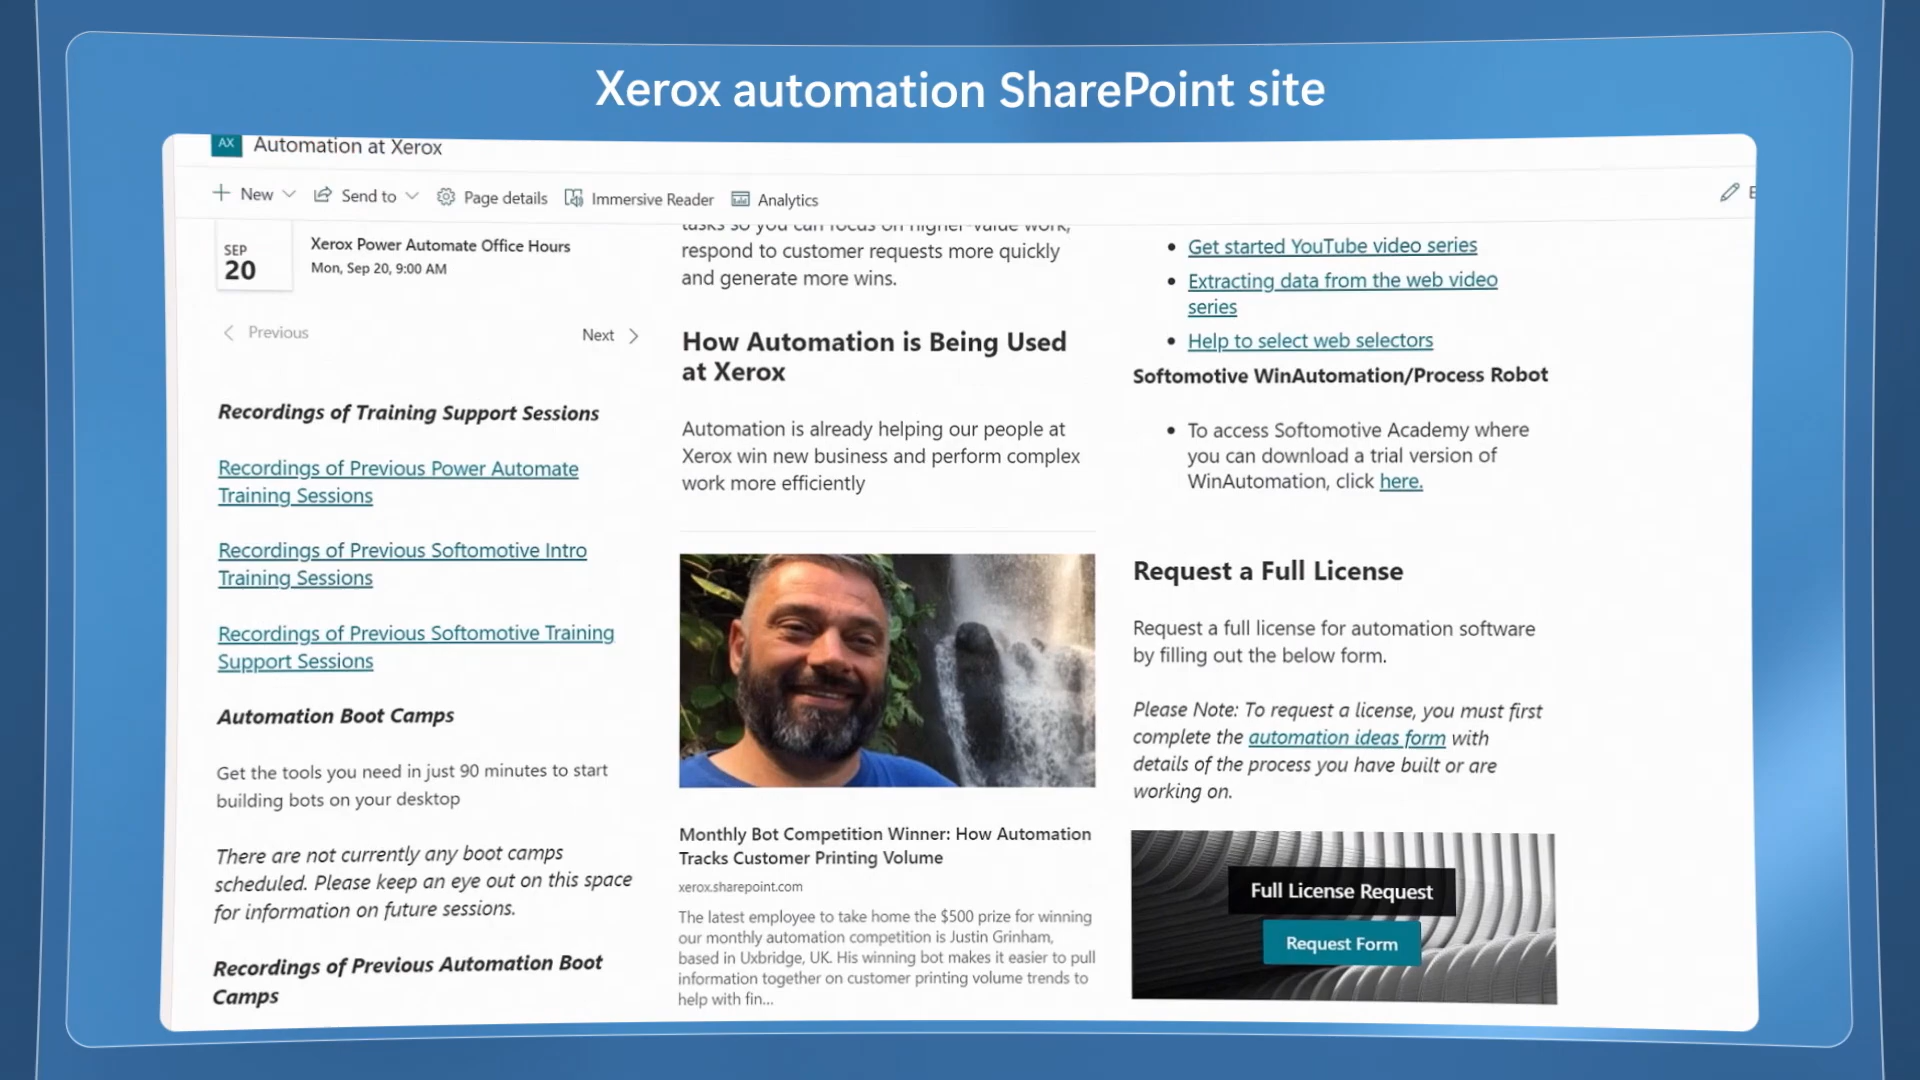 Xerox automation SharePoint site
AX Automation at Xerox
New Send to Page details Immersive Reader Analytics
SEP
20
Xerox Power Automate Office Hours
Mon, Sep 20, 9:00 AM
Previous
Next
Recordings of Training Support Sessions
Recordings of Previous Power Automate
Training Sessions
Recordings of Previous Softomotive Intro
Training Sessions
Recordings of Previous Softomotive Training
Support Sessions
Automation Boot Camps
Get the tools you need in just 90 minutes to start
building bots on your desktop
There are not currently any boot camps
scheduled. Please keep an eye out on this space
for information on future sessions.
Recordings of Previous Automation Boot
Camps
tasks so you can focus on higher-value work,
respond to customer requests more quickly
and generate more wins.
How Automation is Being Used
at Xerox
Automation is already helping our people at
Xerox win new business and perform complex
work more efficiently
Monthly Bot Competition Winner: How Automation
Tracks Customer Printing Volume
xerox.sharepoint.com
The latest employee to take home the $500 prize for winning
our monthly automation competition is Justin Grinham,
based in Uxbridge, UK. His winning bot makes it easier to pull
information together on customer printing volume trends to
help with fin...
• Get started YouTube video series
• Extracting data from the web video
series
• Help to select web selectors
Softomotive WinAutomation/Process Robot
• To access Softomotive Academy where
you can download a trial version of
WinAutomation, click here.
Request a Full License
Request a full license for automation software
by filling out the below form.
Please Note: To request a license, you must first
complete the automation ideas form with
details of the process you have built or are
working on.
Full License Request
Request Form